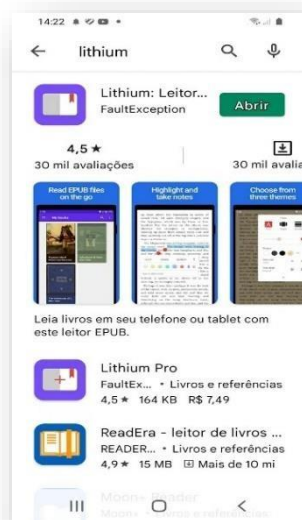 14:22
lithium
Lithium: Leitor...
FaultException
Abrir
4,5 ★
30 mil avaliações
30 mil avalia
Read EPUB files
on the go
Highlight and
take notes
Choose from
three themes
Leia livros em seu telefone ou tablet com
este leitor EPUB.
Lithium Pro
FaultEx... • Livros e referências
4,5 ★ 164 KB R$ 7,49
ReadEra - leitor de livros ...
READER... • Livros e referências
4,9 ★ 15 MB Mais de 10 mi
Moon+ Reader
Moon+ • Livros e referências